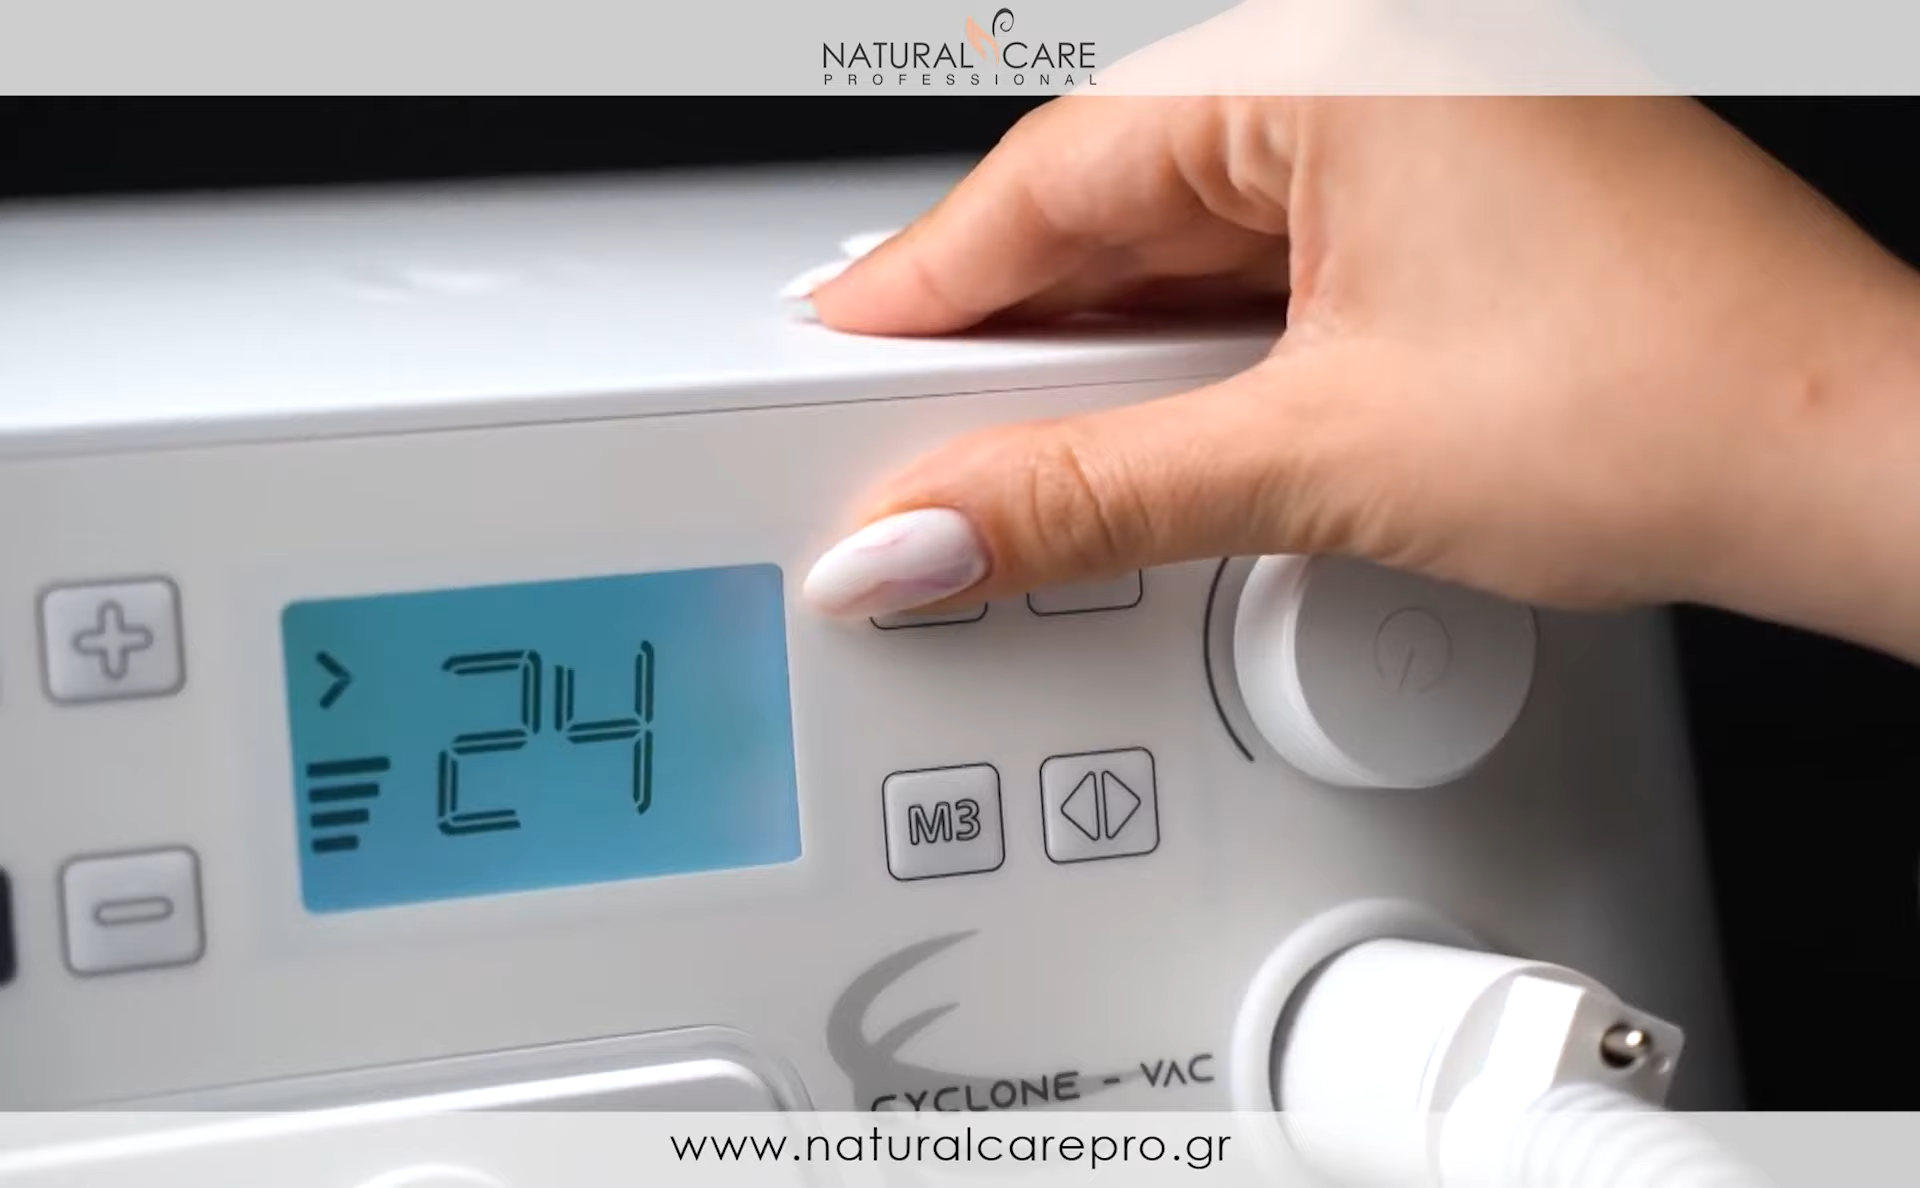 NATURAL CARE
PROFESSIONAL
24
M3
CYCLONE - VAC
www.naturalcarepro.gr